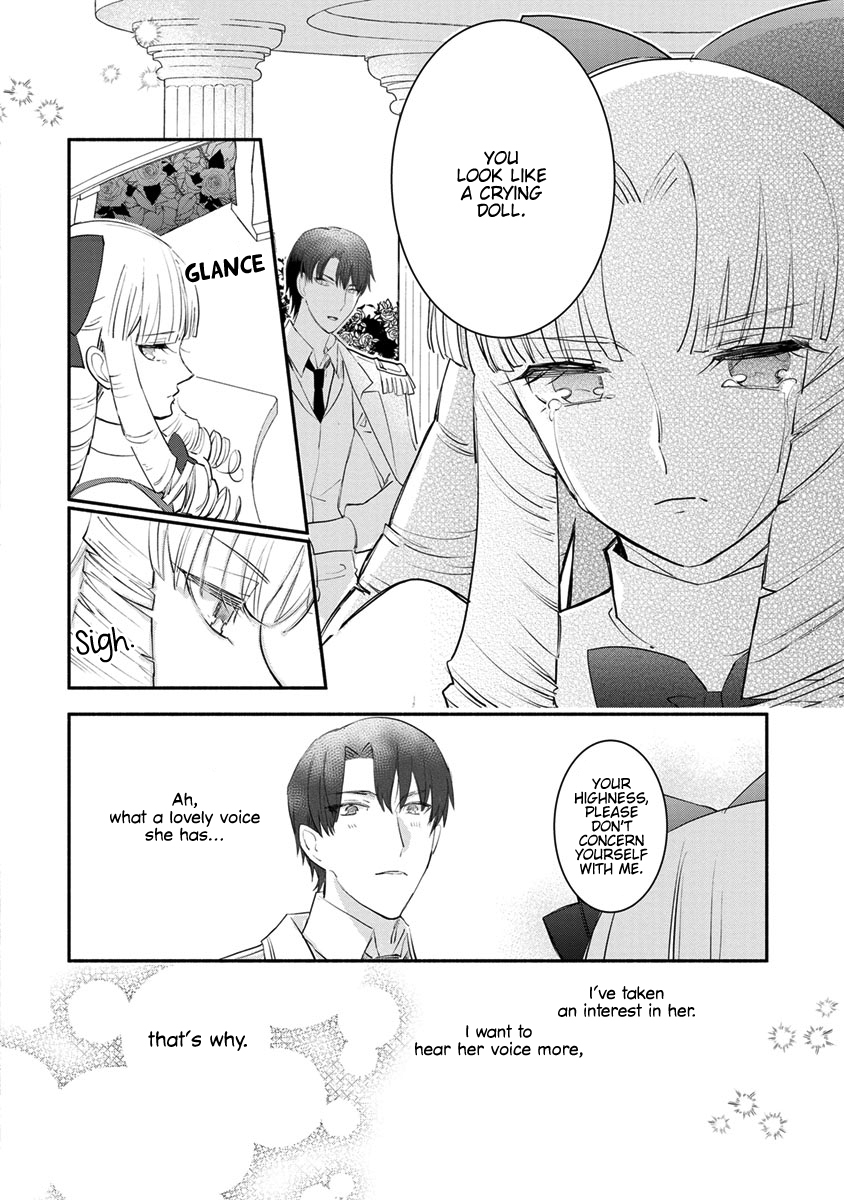 YOU
LOOK LIKE
A CRYING
DOLL.
GLANCE
Sigh.
YOUR
HIGHNESS,
PLEASE
DON'T
CONCERN
YOURSELF
WITH ME.
Ah,
what a lovely voice
she has...
I've taken
an interest in her.
I want to
hear her voice more,
that's why.